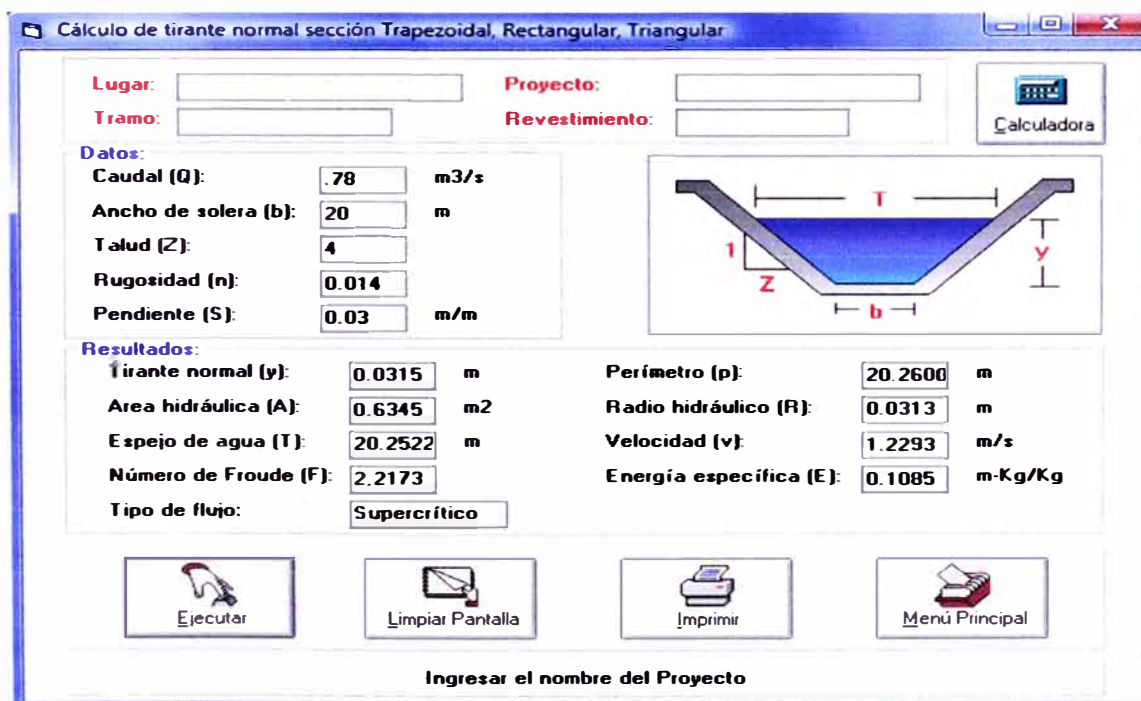 Cálculo de tirante normal sección Trapezoidal, Rectangular, Triangular
Lugar: Proyecto:
Tramo: Revestimiento:
Calculadora
Datos:
Caudal (Q): .78 m3/s
Ancho de solera (b): 20 m
Talud (Z): 4
Rugosidad (n): 0.014
Pendiente (S): 0.03 m/m
T
1
Z
y
b
Resultados:
Tirante normal (y): 0.0315 m Perímetro (p): 20.2600 m
Area hidráulica (A): 0.6345 m2 Radio hidráulico (R): 0.0313 m
Espejo de agua (T): 20.2522 m Velocidad (v): 1.2293 m/s
Número de Froude (F): 2.2173 Energía específica (E): 0.1085 m-Kg/Kg
Tipo de flujo: Supercrítico
Ejecutar Limpiar Pantalla Imprimir Menú Principal
Ingresar el nombre del Proyecto